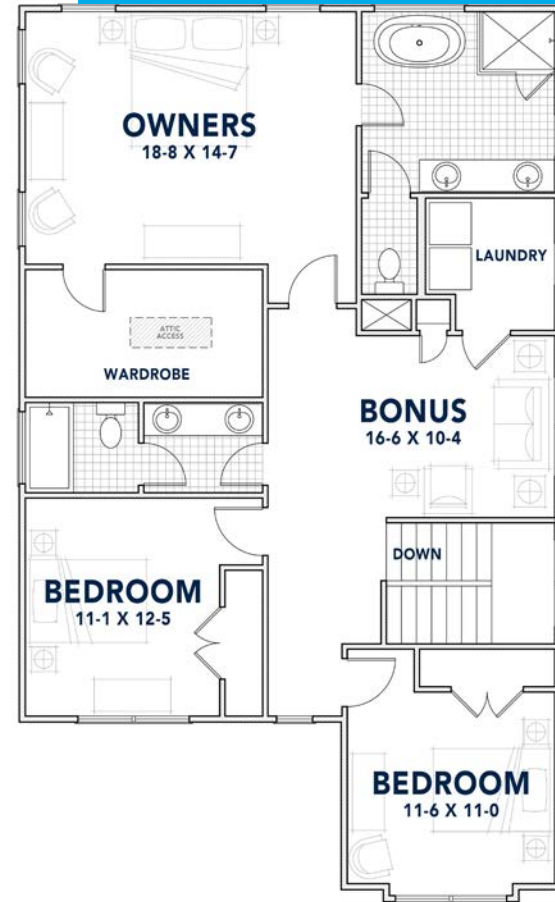 OWNERS
18-8 X 14-7
LAUNDRY
ATTIC
ACCESS
WARDROBE
BONUS
16-6 X 10-4
DOWN
BEDROOM
11-1 X 12-5
BEDROOM
11-6 X 11-0